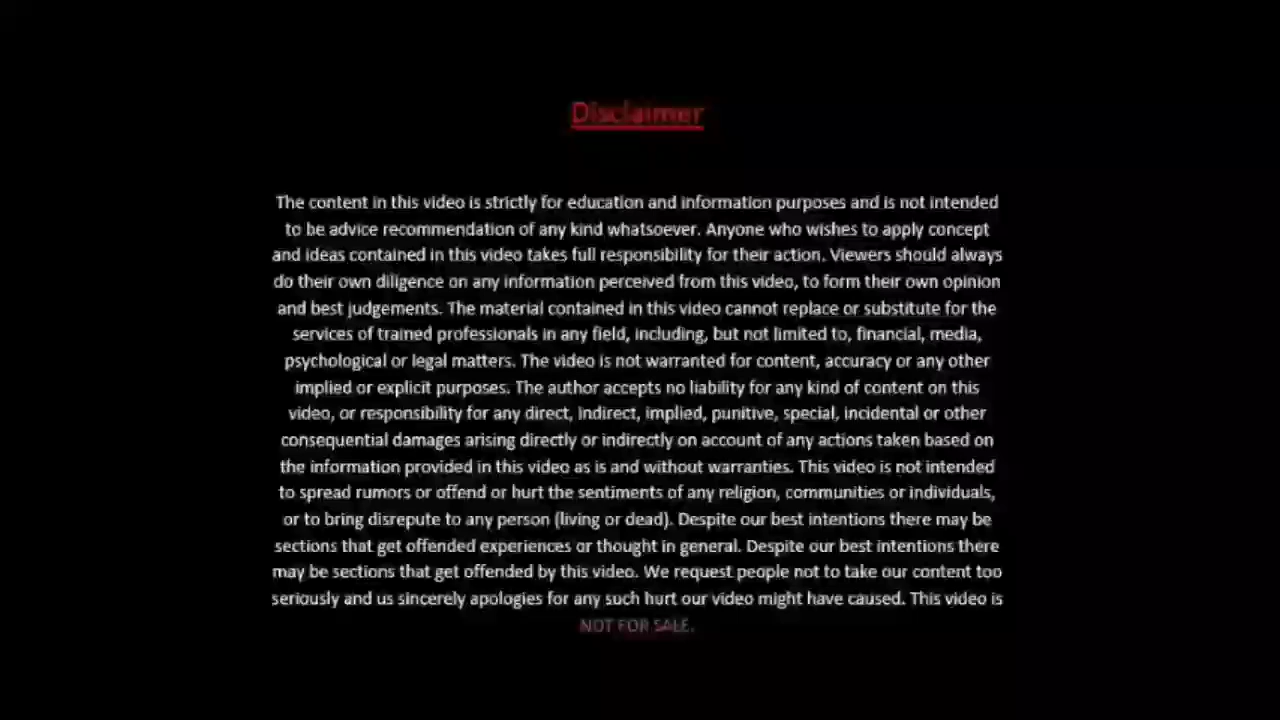 Disclaimer
The content in this video is strictly for education and information purposes and is not intended
to be advice recommendation of any kind whatsoever. Anyone who wishes to apply concept
and ideas contained in this video takes full responsibility for their action. Viewers should always
do their own diligence on any information perceived from this video, to form their own opinion
and best judgements. The material contained in this video cannot replace or substitute for the
services of trained professionals in any field, including, but not limited to, financial, media,
psychological or legal matters. The video is not warranted for content, accuracy or any other
implied or explicit purposes. The author accepts no liability for any kind of content on this
video, or responsibility for any direct, indirect, implied, punitive, special, incidental or other
consequential damages arising directly or indirectly on account of any actions taken based on
the information provided in this video as is and without warranties. This video is not intended
to spread rumors or offend or hurt the sentiments of any religion, communities or individuals,
or to bring disrepute to any person (living or dead). Despite our best intentions there may be
sections that get offended experiences or thought in general. Despite our best intentions there
may be sections that get offended by this video. We request people not to take our content too
seriously and us sincerely apologies for any such hurt our video might have caused. This video is
NOT FOR SALE.